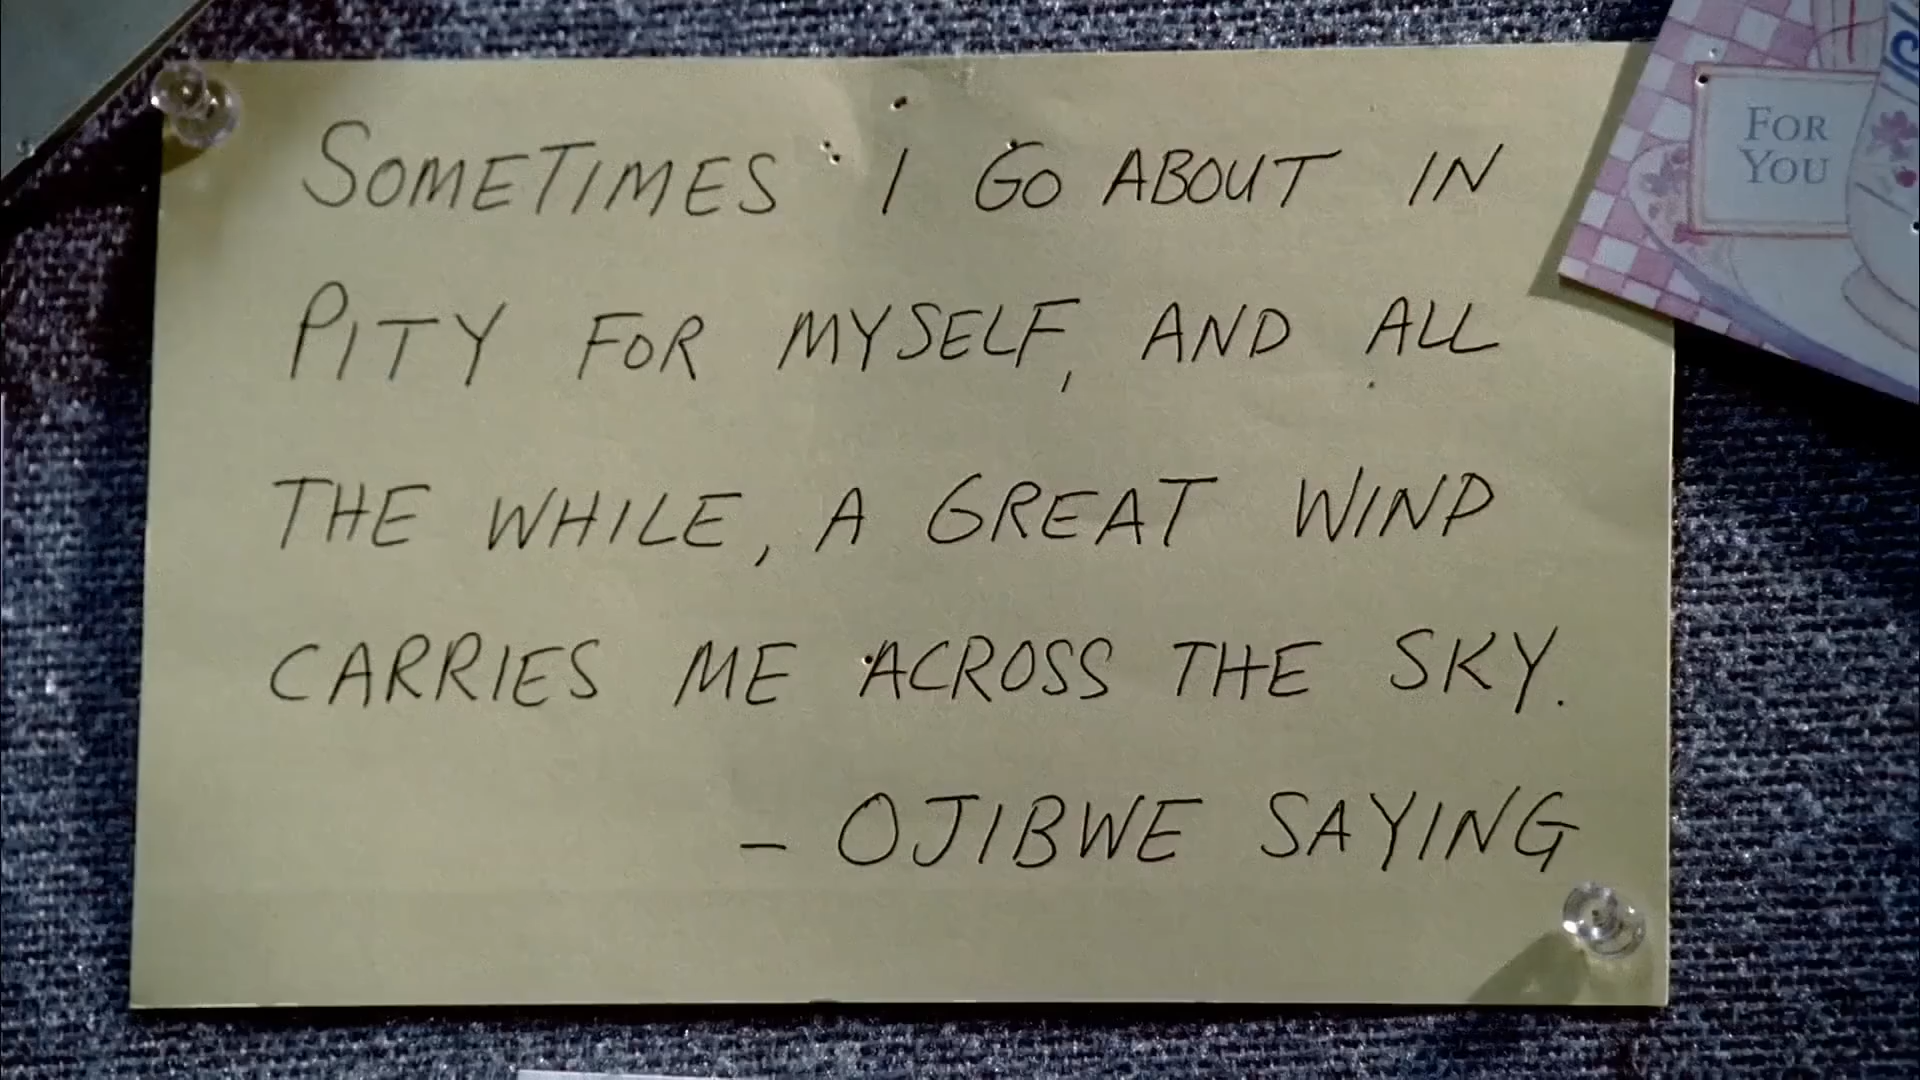 SOMETIMES I GO ABOUT IN
PITY FOR MYSELF, AND ALL
THE WHILE, A GREAT WIND
CARRIES ME ACROSS THE SKY.
- OJIBWE SAYING
FOR
YOU